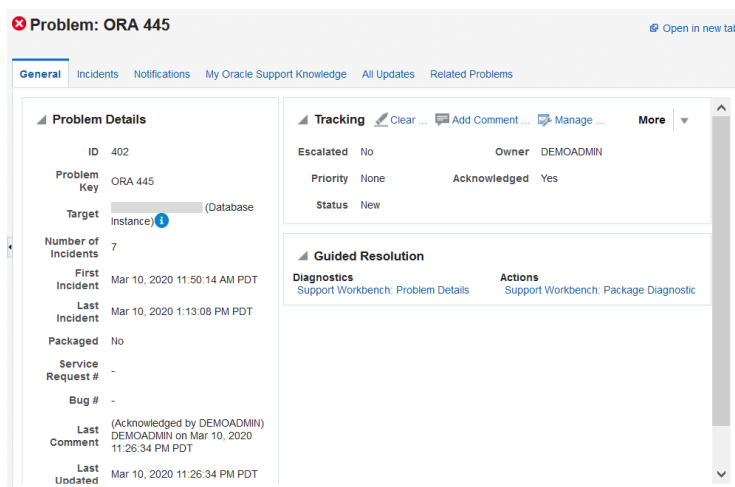 Problem: ORA 445
Open in new tab
General Incidents Notifications My Oracle Support Knowledge All Updates Related Problems
Problem Details
ID 402
Problem Key ORA 445
Target (Database Instance)
Number of Incidents 7
First Incident Mar 10, 2020 11:50:14 AM PDT
Last Incident Mar 10, 2020 1:13:08 PM PDT
Packaged No
Service Request # -
Bug # -
Last Comment (Acknowledged by DEMOADMIN) DEMOADMIN on Mar 10, 2020 11:26:34 PM PDT
Last Updated Mar 10, 2020 11:26:34 PM PDT
Tracking Clear ... Add Comment ... Manage ... More
Escalated No Owner DEMOADMIN
Priority None Acknowledged Yes
Status New
Guided Resolution
Diagnostics Actions
Support Workbench: Problem Details Support Workbench: Package Diagnostic